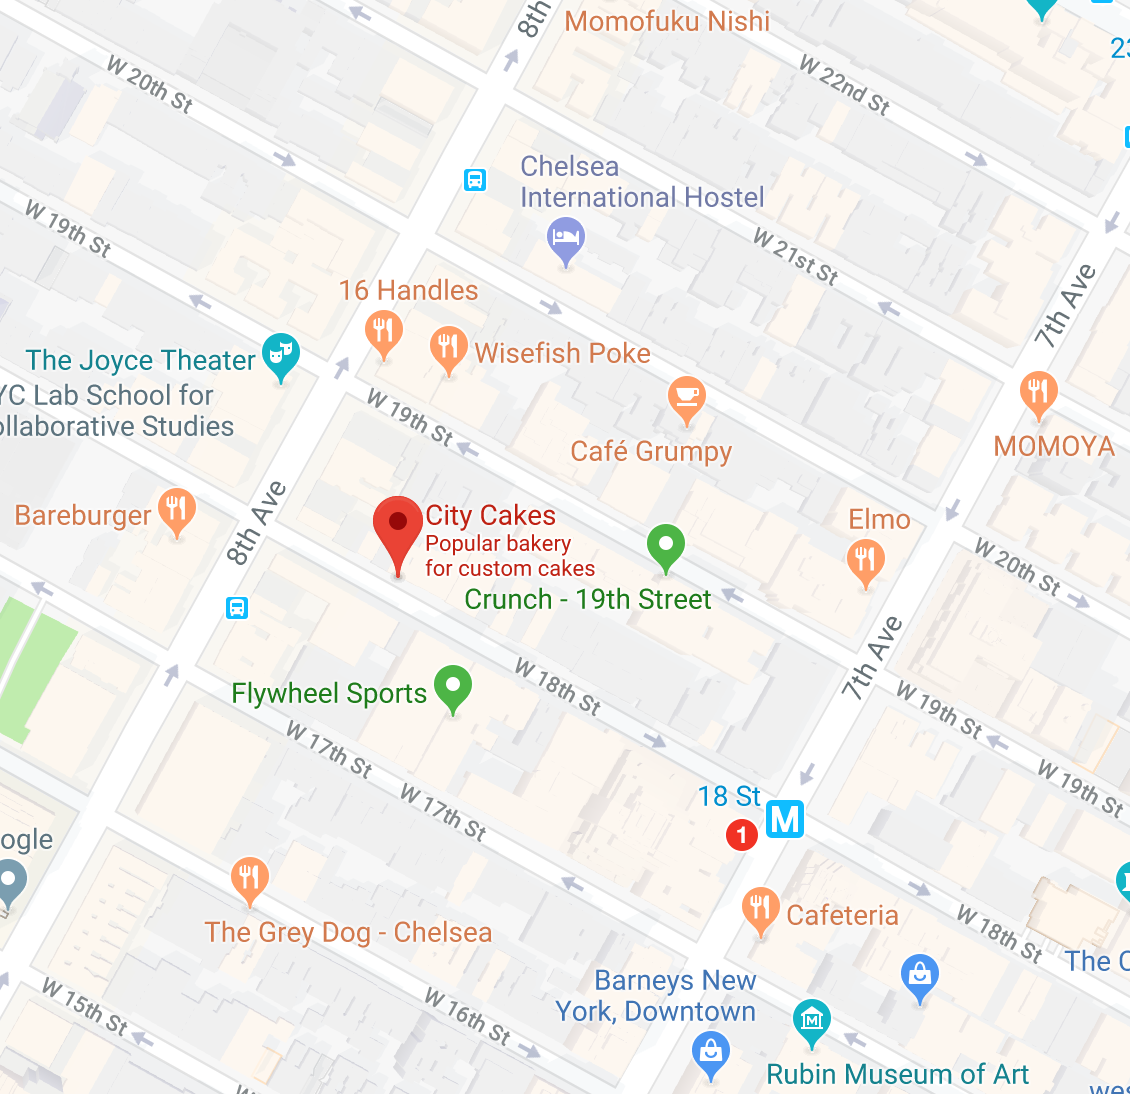 8th
Momofuku Nishi
23
W 20th St
W 22nd St
Chelsea
International Hostel
W 19th St
W 21st St
7th Ave
16 Handles
The Joyce Theater
Wisefish Poke
YC Lab School for
ollaborative Studies
W 19th St
Café Grumpy
MOMOYA
Bareburger
8th Ave
City Cakes
Popular bakery
for custom cakes
Elmo
Crunch - 19th Street
W 20th St
7th Ave
Flywheel Sports
W 18th St
W 19th St
W 17th St
W 19th St
W 17th St
18 St
M
1
ogle
The Grey Dog - Chelsea
Cafeteria
W 18th St
The C
Barneys New
York, Downtown
W 15th St
W 16th St
M
Rubin Museum of Art
wes
W